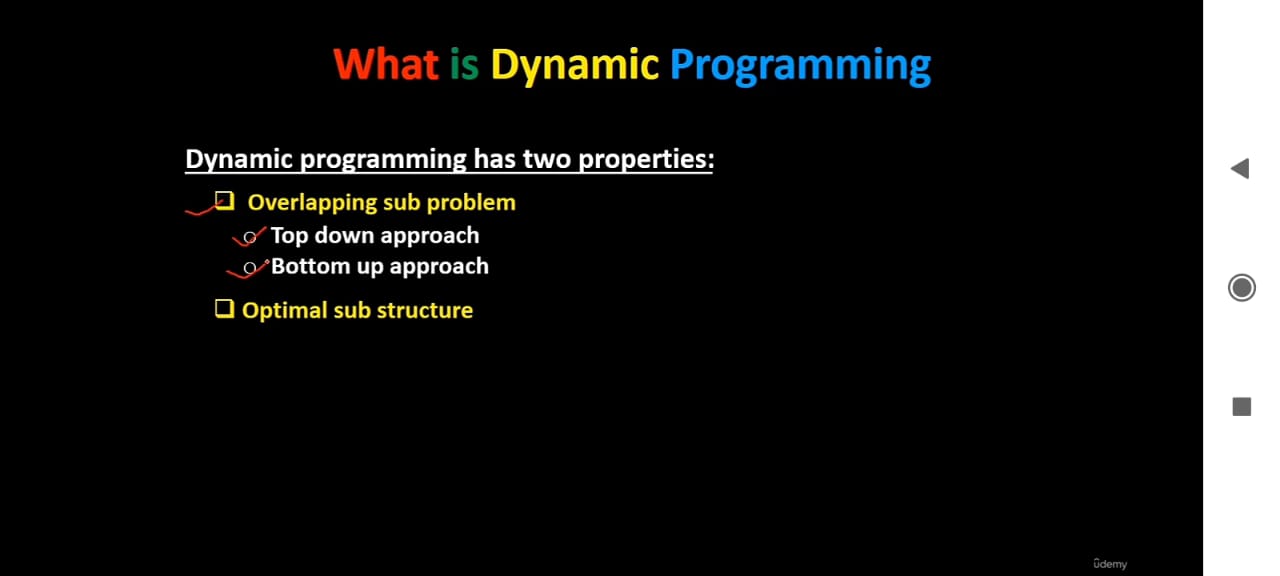 What is Dynamic Programming
Dynamic programming has two properties:
Overlapping sub problem
Top down approach
Bottom up approach
Optimal sub structure
ûdemy